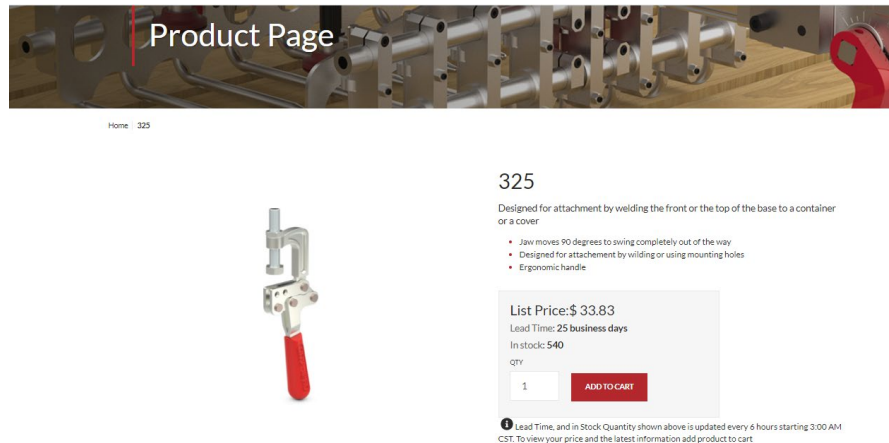 Product Page
Home 325
325
Designed for attachment by welding the front or the top of the base to a container
or a cover
Jaw moves 90 degrees to swing completely out of the way
Designed for attachement by wilding or using mounting holes
Ergonomic handle
List Price:$ 33.83
Lead Time: 25 business days
In stock: 540
QTY
1
ADD TO CART
Lead Time, and in Stock Quantity shown above is updated every 6 hours starting 3:00 AM
CST. To view your price and the latest information add product to cart